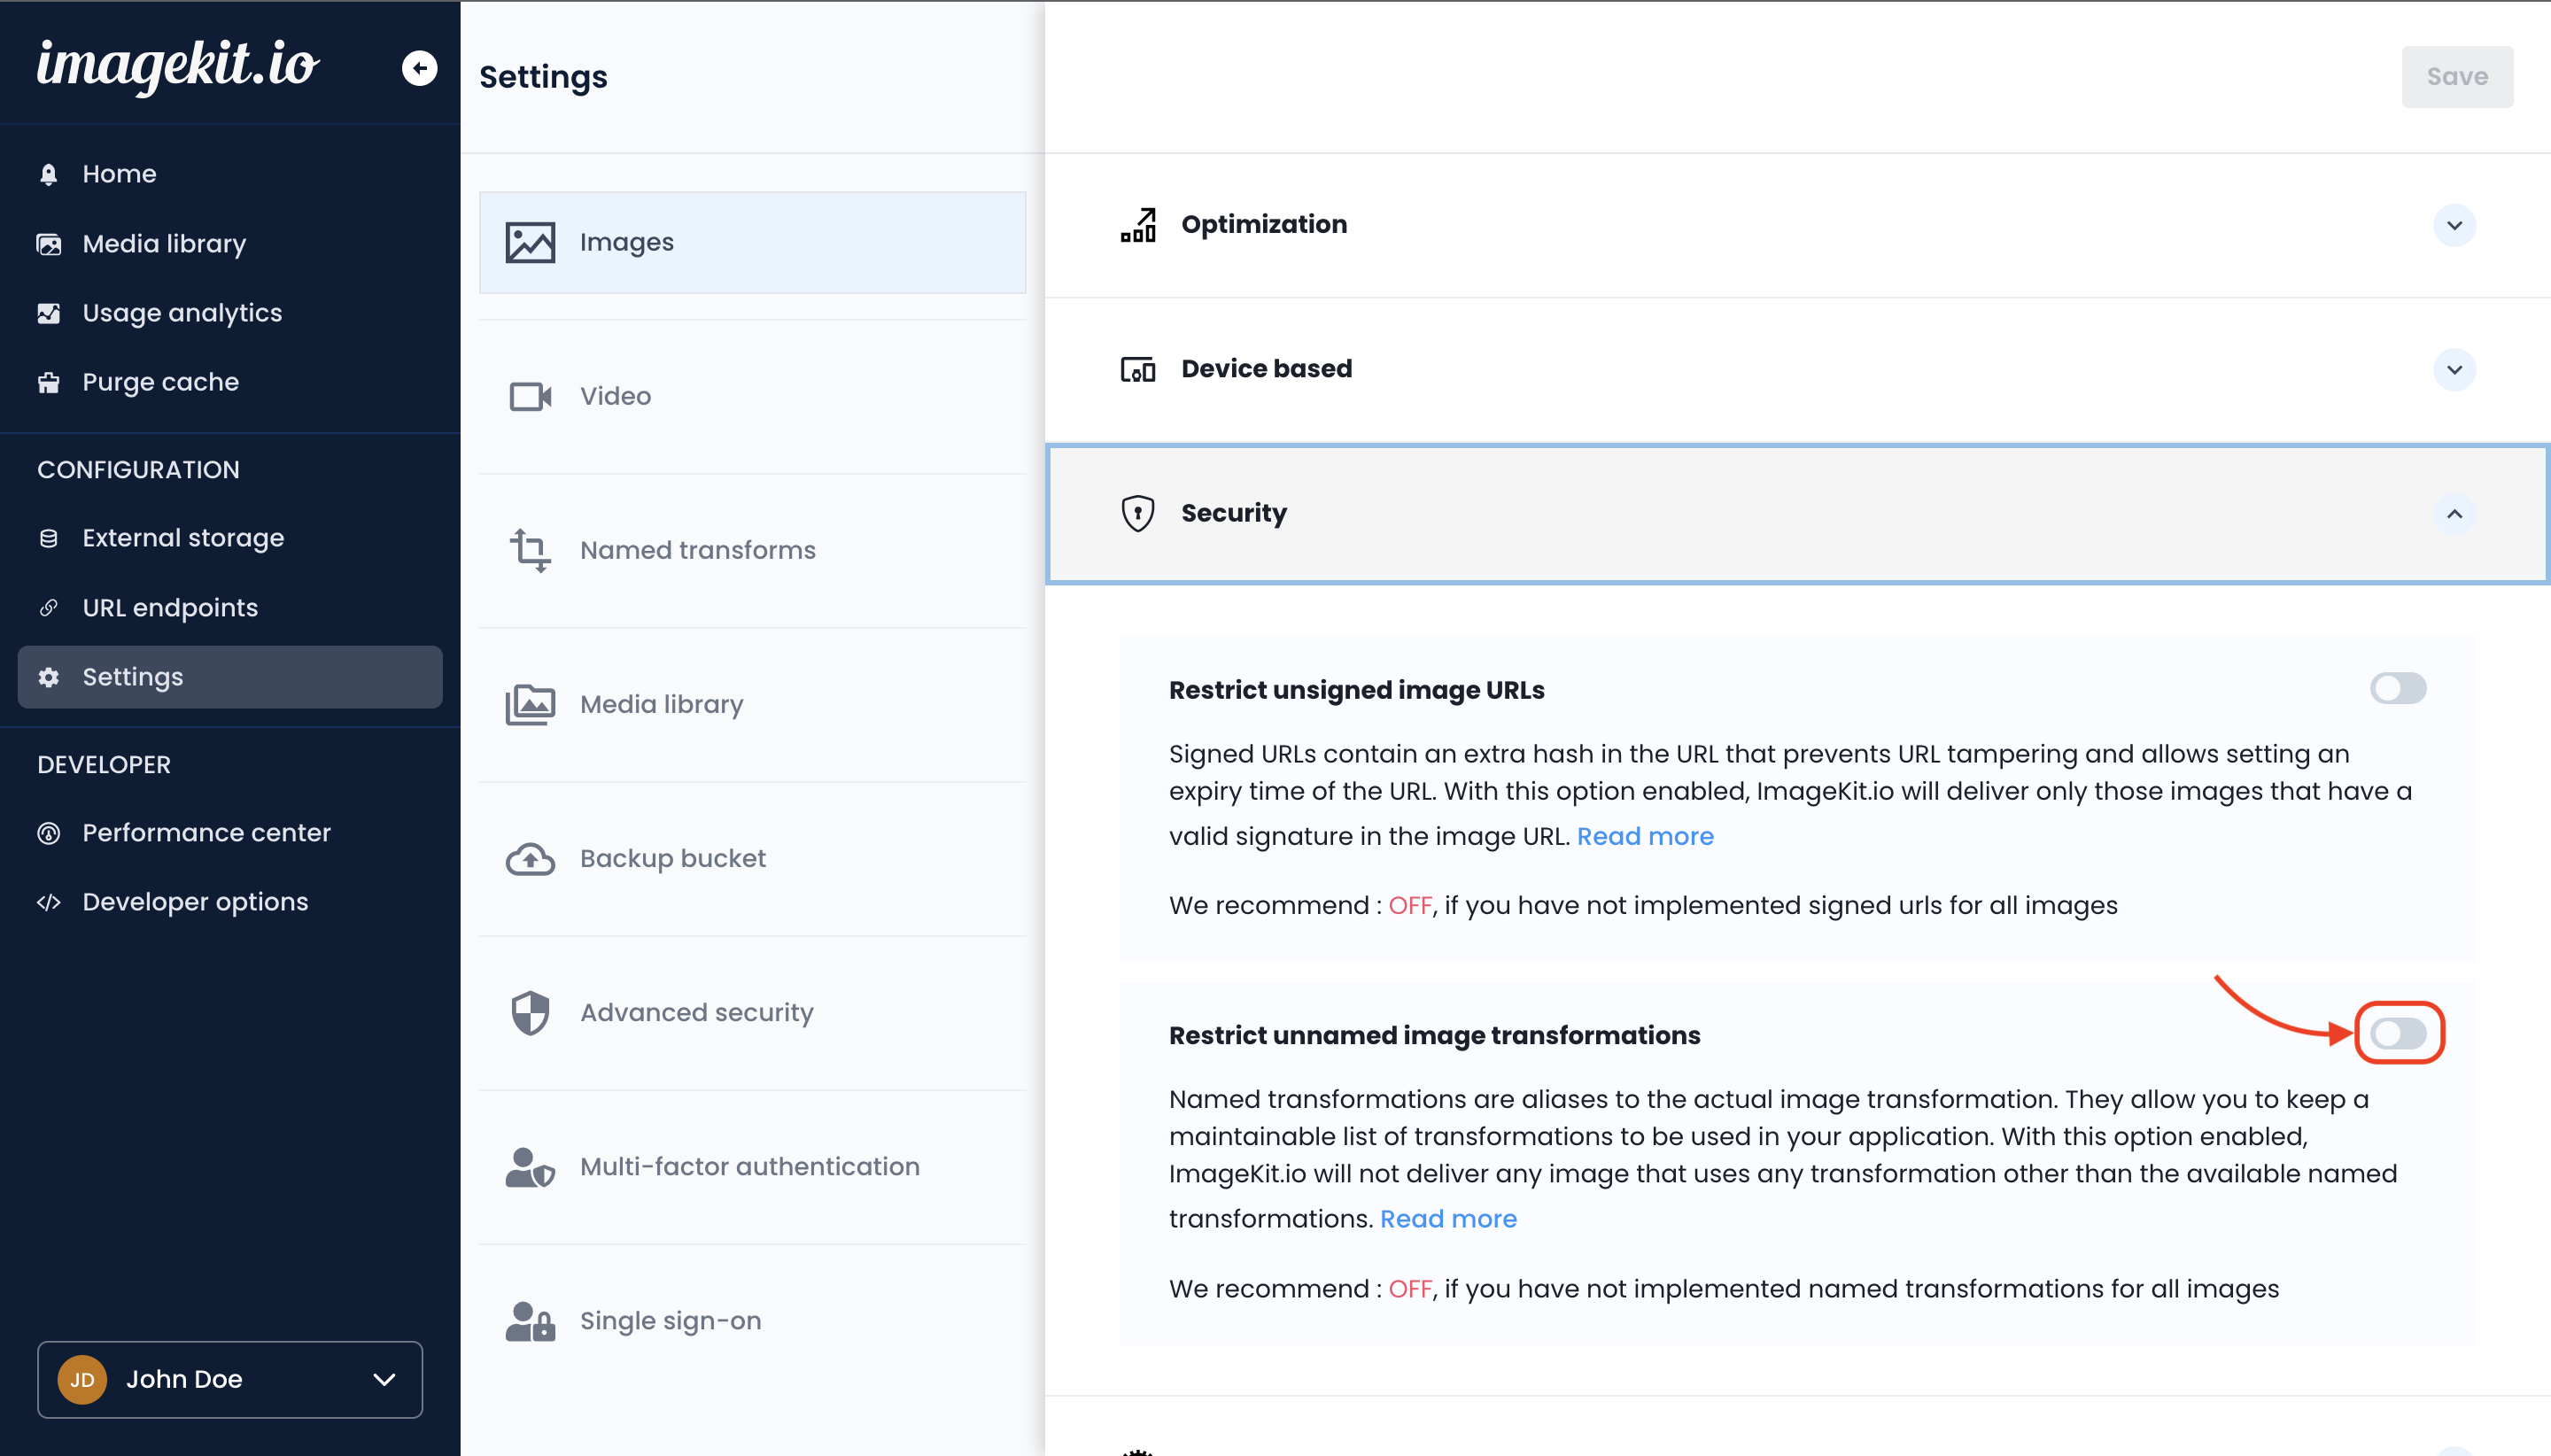 imagekit.io
Home
Media library
Usage analytics
Purge cache
CONFIGURATION
External storage
URL endpoints
Settings
DEVELOPER
Performance center
Developer options
JD
John Doe
Settings
Images
Video
Named transforms
Media library
Backup bucket
Advanced security
Multi-factor authentication
Single sign-on
Save
Optimization
Device based
Security
Restrict unsigned image URLs
Signed URLs contain an extra hash in the URL that prevents URL tampering and allows setting an
expiry time of the URL. With this option enabled, ImageKit.io will deliver only those images that have a
valid signature in the image URL. Read more
We recommend : OFF, if you have not implemented signed urls for all images
Restrict unnamed image transformations
Named transformations are aliases to the actual image transformation. They allow you to keep a
maintainable list of transformations to be used in your application. With this option enabled,
ImageKit.io will not deliver any image that uses any transformation other than the available named
transformations. Read more
We recommend : OFF, if you have not implemented named transformations for all images